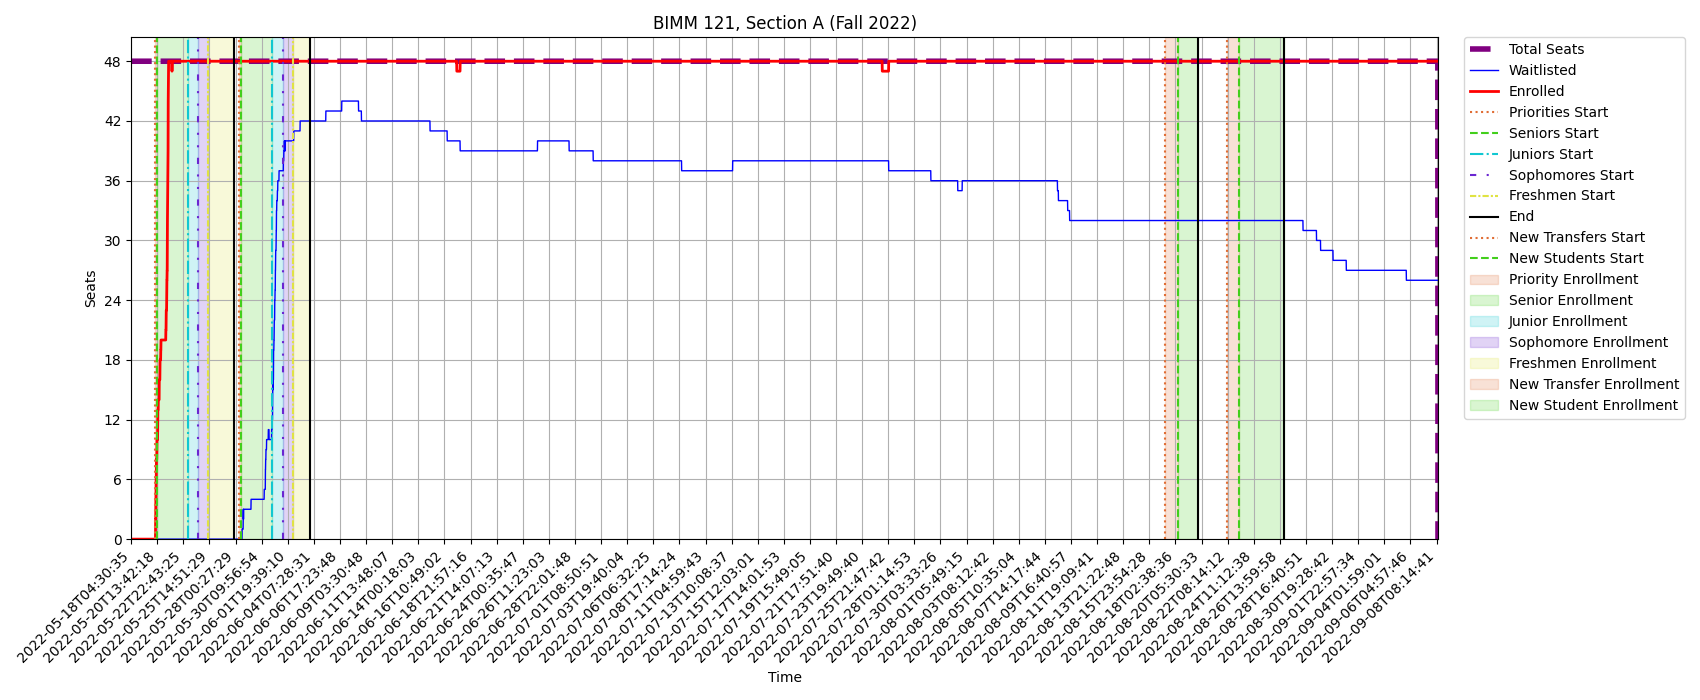 BIMM 121, Section A (Fall 2022)
Seats
48
42
36
30
24
18
12
6
0
2022-05-18T04:30:35
2022-05-20T13:42:18
2022-05-22T22:43:25
2022-05-25T14:51:29
2022-05-28T00:27:29
2022-05-30T09:56:54
2022-06-01T19:39:10
2022-06-04T07:28:31
2022-06-06T17:23:48
2022-06-09T03:30:48
2022-06-11T13:48:07
2022-06-14T00:18:03
2022-06-16T10:49:02
2022-06-18T21:57:16
2022-06-21T14:07:13
2022-06-24T00:35:47
2022-06-26T11:23:03
2022-06-28T22:01:48
2022-07-01T08:50:51
2022-07-03T19:40:04
2022-07-06T06:32:25
2022-07-08T17:14:24
2022-07-11T04:59:43
2022-07-13T10:08:37
2022-07-15T12:03:01
2022-07-17T14:01:53
2022-07-19T15:49:05
2022-07-21T17:51:40
2022-07-23T19:49:40
2022-07-25T21:47:42
2022-07-28T01:14:53
2022-07-30T03:33:26
2022-08-01T05:49:15
2022-08-03T08:12:42
2022-08-05T10:35:04
2022-08-07T14:17:44
2022-08-09T16:40:57
2022-08-11T19:09:41
2022-08-13T21:22:48
2022-08-15T23:54:28
2022-08-18T02:38:36
2022-08-20T05:30:33
2022-08-22T08:14:12
2022-08-24T11:12:38
2022-08-26T13:59:58
2022-08-28T16:40:51
2022-08-30T19:28:42
2022-09-01T22:57:34
2022-09-04T01:59:01
2022-09-06T04:57:46
2022-09-08T08:14:41
Time
Total Seats
Waitlisted
Enrolled
Priorities Start
Seniors Start
Juniors Start
Sophomores Start
Freshmen Start
End
New Transfers Start
New Students Start
Priority Enrollment
Senior Enrollment
Junior Enrollment
Sophomore Enrollment
Freshmen Enrollment
New Transfer Enrollment
New Student Enrollment